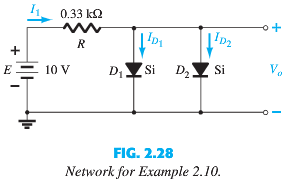 I1 0.33 kΩ
R
+
ID1
ID2
+
E
10 V
D1
Si
D2
Si
Vo
–
–
FIG. 2.28
Network for Example 2.10.